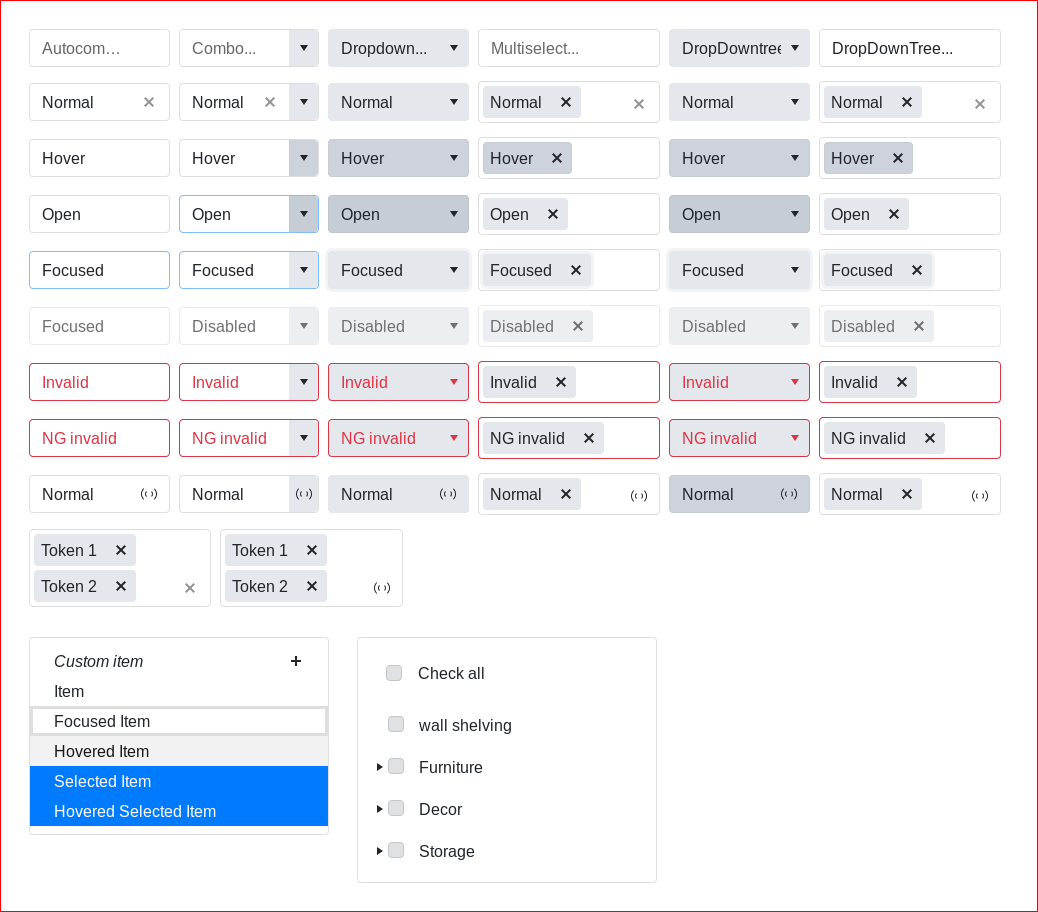 Autocom… Combo... Dropdown... Multiselect... DropDowntree DropDownTree...
Normal Normal Normal Normal Normal Normal
Hover Hover Hover Hover Hover Hover
Open Open Open Open Open Open
Focused Focused Focused Focused Focused Focused
Focused Disabled Disabled Disabled Disabled Disabled
Invalid Invalid Invalid Invalid Invalid Invalid
NG invalid NG invalid NG invalid NG invalid NG invalid NG invalid
Normal Normal Normal Normal Normal Normal
Token 1 Token 1
Token 2 Token 2
Custom item
Item
Focused Item
Hovered Item
Selected Item
Hovered Selected Item
Check all
wall shelving
Furniture
Decor
Storage